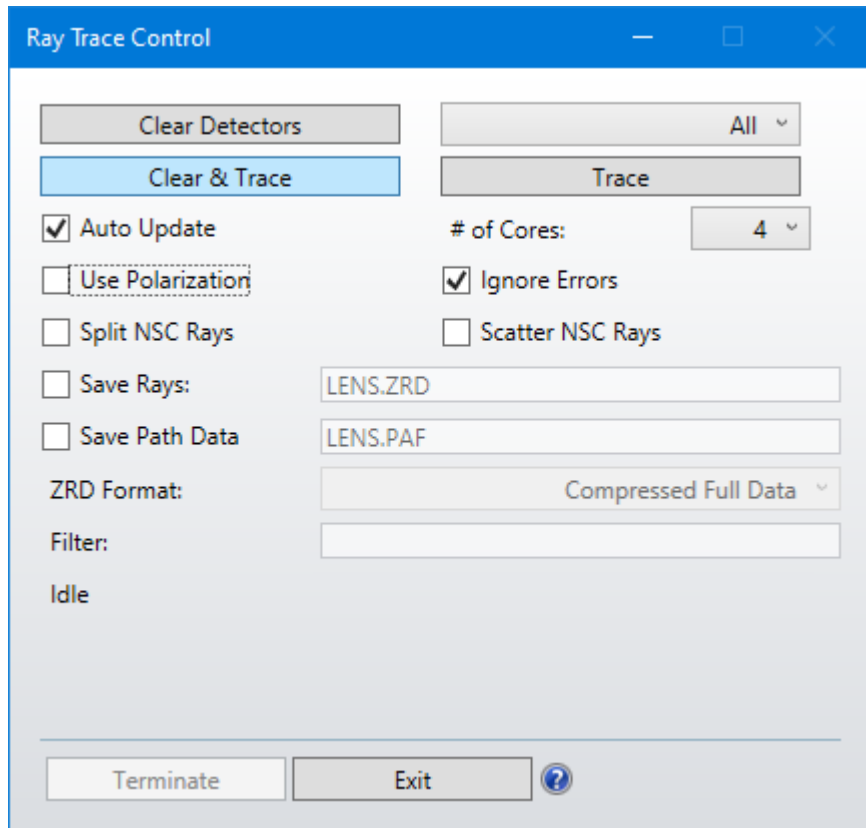 Ray Trace Control
Clear Detectors All
Clear & Trace Trace
Auto Update # of Cores: 4
Use Polarization Ignore Errors
Split NSC Rays Scatter NSC Rays
Save Rays: LENS.ZRD
Save Path Data LENS.PAF
ZRD Format: Compressed Full Data
Filter:
Idle
Terminate Exit ?